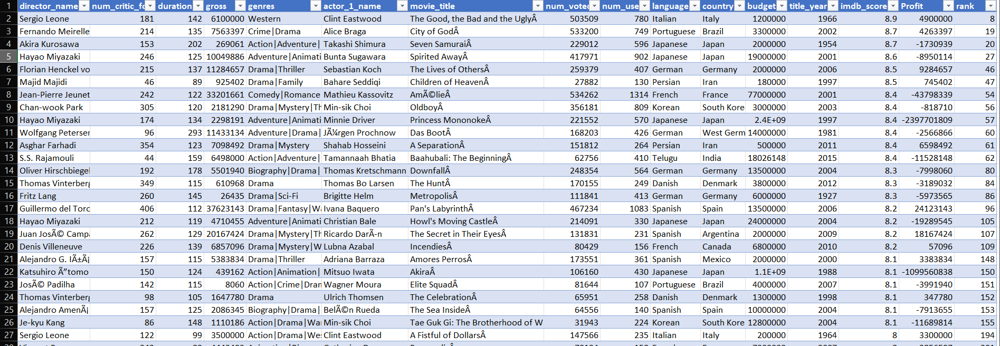 1 director_name num_critic_fo duration gross genres actor_1_name movie_title num_voted num_use language country budget title_year imdb_score Profit rank
2 Sergio Leone 181 142 6100000 Western Clint Eastwood The Good, the Bad and the UglyÂ 503509 780 Italian Italy 1200000 1966 8.9 4900000 8
3 Fernando Meirelle 214 135 7563397 Crime|Drama Alice Braga City of GodÂ 533200 749 Portuguese Brazil 3300000 2002 8.7 4263397 19
4 Akira Kurosawa 153 202 269061 Action|Adventure| Takashi Shimura Seven SamuraiÂ 229012 596 Japanese Japan 2000000 1954 8.7 -1730939 20
5 Hayao Miyazaki 246 125 10049886 Adventure|Animati Bunta Sugawara Spirited AwayÂ 417971 902 Japanese Japan 19000000 2001 8.6 -8950114 27
6 Florian Henckel vo 215 137 11284657 Drama|Thriller Sebastian Koch The Lives of OthersÂ 259379 407 German Germany 2000000 2006 8.5 9284657 46
7 Majid Majidi 46 89 925402 Drama|Family Bahare Seddiqi Children of HeavenÂ 27882 130 Persian Iran 180000 1997 8.5 745402 47
8 Jean-Pierre Jeunet 242 122 33201661 Comedy|Romance Mathieu Kassovitz AmÃ©lieÂ 534262 1314 French France 77000000 2001 8.4 -43798339 54
9 Chan-wook Park 305 120 2181290 Drama|Mystery|Th Min-sik Choi OldboyÂ 356181 809 Korean South Kore 3000000 2003 8.4 -818710 56
10 Hayao Miyazaki 174 134 2298191 Adventure|Animati Minnie Driver Princess MononokeÂ 221552 570 Japanese Japan 2.4E+09 1997 8.4 -2397701809 57
11 Wolfgang Petersen 96 293 11433134 Adventure|Drama| JÃ¼rgen Prochnow Das BootÂ 168203 426 German West Germ 14000000 1981 8.4 -2566866 60
12 Asghar Farhadi 354 123 7098492 Drama|Mystery Shahab Hosseini A SeparationÂ 151812 264 Persian Iran 500000 2011 8.4 6598492 61
13 S.S. Rajamouli 44 159 6498000 Action|Adventure| Tamannaah Bhatia Baahubali: The BeginningÂ 62756 410 Telugu India 18026148 2015 8.4 -11528148 62
14 Oliver Hirschbiegel 192 178 5501940 Biography|Drama| Thomas Kretschmann DownfallÂ 248354 564 German Germany 13500000 2004 8.3 -7998060 80
15 Thomas Vinterberg 349 115 610968 Drama Thomas Bo Larsen The HuntÂ 170155 249 Danish Denmark 3800000 2012 8.3 -3189032 84
16 Fritz Lang 260 145 26435 Drama|Sci-Fi Brigitte Helm MetropolisÂ 111841 413 German Germany 6000000 1927 8.3 -5973565 86
17 Guillermo del Toro 406 112 37623143 Drama|Fantasy|Wa Ivana Baquero Pan's LabyrinthÂ 467234 1083 Spanish Spain 13500000 2006 8.2 24123143 96
18 Hayao Miyazaki 212 119 4710455 Adventure|Animati Christian Bale Howl's Moving CastleÂ 214091 330 Japanese Japan 24000000 2004 8.2 -19289545 105
19 Juan JosÃ© Campa 262 129 20167424 Drama|Mystery|Th Ricardo DarÃ-n The Secret in Their EyesÂ 131831 231 Spanish Argentina 2000000 2009 8.2 18167424 107
20 Denis Villeneuve 226 139 6857096 Drama|Mystery|W Lubna Azabal IncendiesÂ 80429 156 French Canada 6800000 2010 8.2 57096 109
21 Alejandro G. IÃ±Ã¡ 157 115 5383834 Drama|Thriller Adriana Barraza Amores PerrosÂ 173551 361 Spanish Mexico 2000000 2000 8.1 3383834 148
22 Katsuhiro Ã”tomo 150 124 439162 Action|Animation| Mitsuo Iwata AkiraÂ 106160 430 Japanese Japan 1.1E+09 1988 8.1 -1099560838 150
23 JosÃ© Padilha 142 115 8060 Action|Crime|Dran Wagner Moura Elite SquadÂ 81644 107 Portuguese Brazil 4000000 2007 8.1 -3991940 151
24 Thomas Vinterberg 98 105 1647780 Drama Ulrich Thomsen The CelebrationÂ 65951 258 Danish Denmark 1300000 1998 8.1 347780 152
25 Alejandro AmenÃ¡ 157 125 2086345 Biography|Drama| BelÃ©n Rueda The Sea InsideÂ 64556 140 Spanish Spain 10000000 2004 8.1 -7913655 153
26 Je-kyu Kang 86 148 1110186 Action|Drama|Wa Min-sik Choi Tae Guk Gi: The Brotherhood of W 31943 224 Korean South Kore 12800000 2004 8.1 -11689814 155
27 Sergio Leone 122 99 3500000 Action|Drama|Wes Clint Eastwood A Fistful of DollarsÂ 147566 235 Italian Italy 200000 1964 8 3300000 194